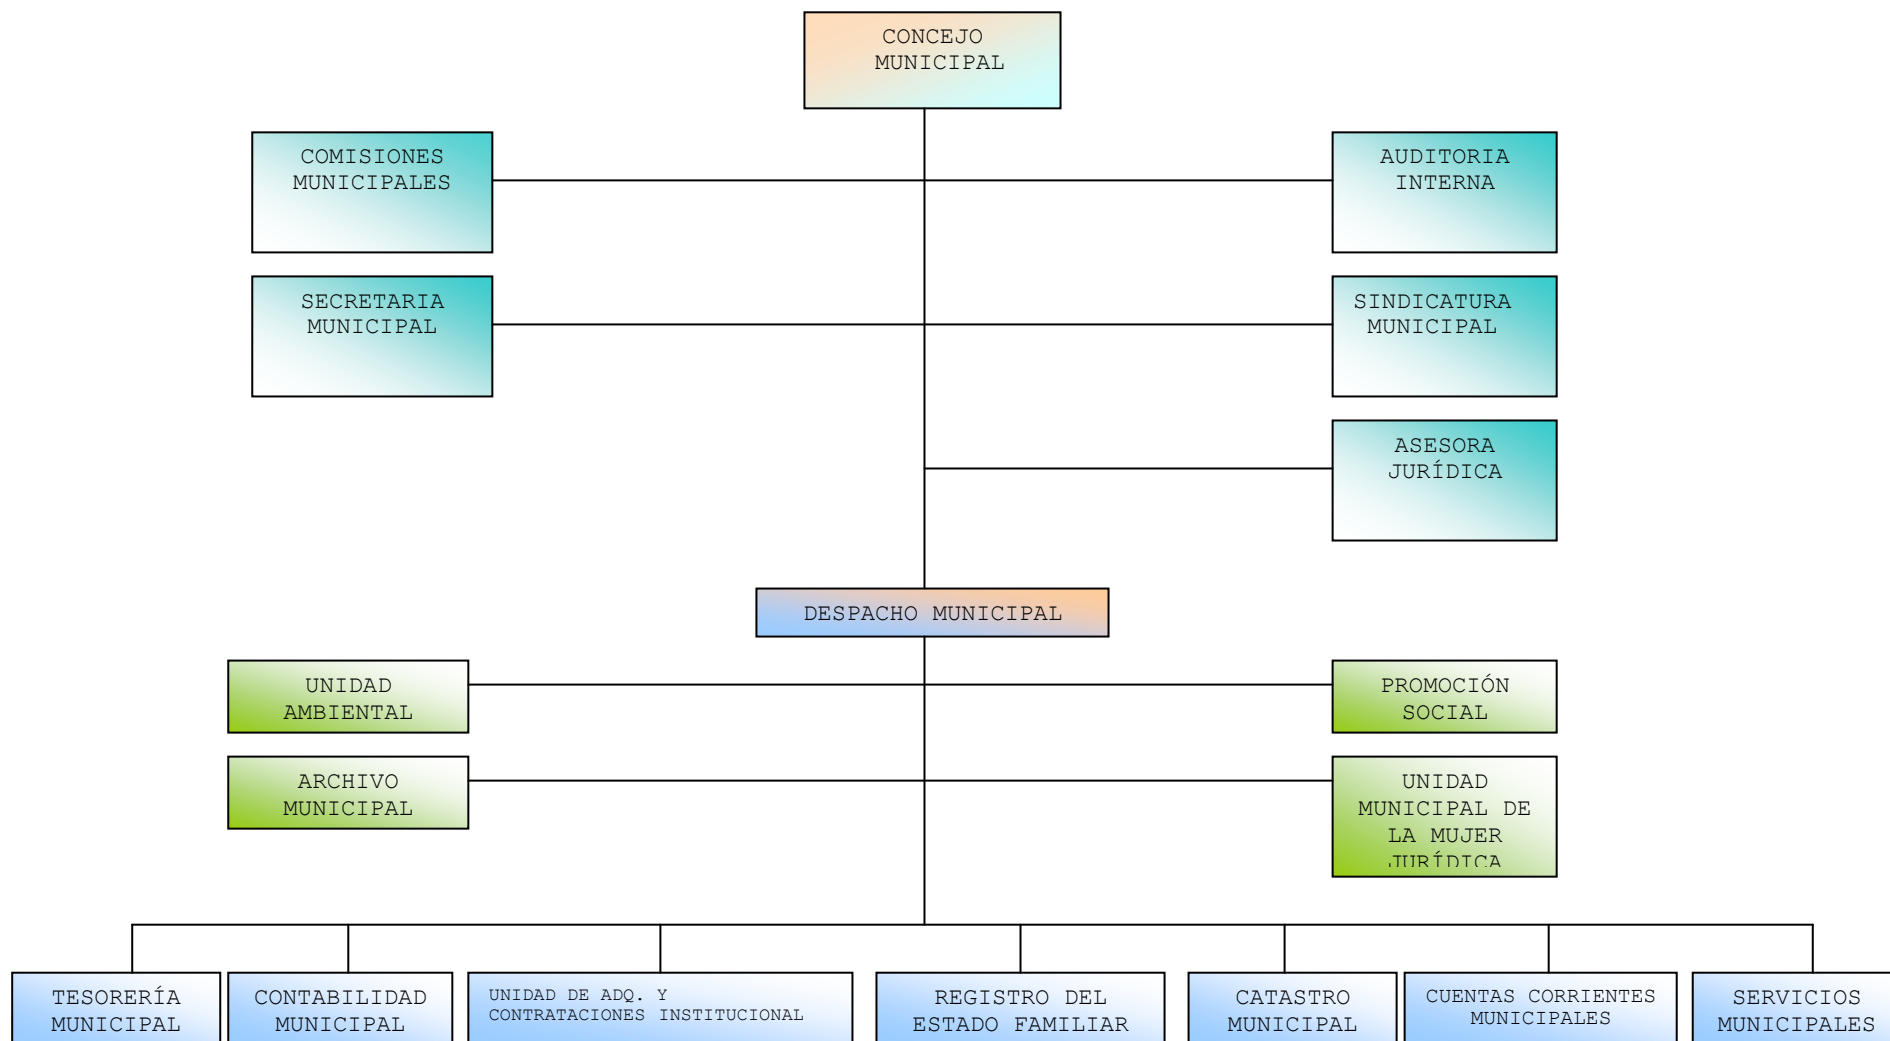 CONCEJO
MUNICIPAL
COMISIONES
MUNICIPALES
AUDITORIA
INTERNA
SECRETARIA
MUNICIPAL
SINDICATURA
MUNICIPAL
ASESORA
JURÍDICA
DESPACHO MUNICIPAL
UNIDAD
AMBIENTAL
PROMOCIÓN
SOCIAL
ARCHIVO
MUNICIPAL
UNIDAD
MUNICIPAL DE
LA MUJER
JURÍDICA
TESORERÍA
MUNICIPAL
CONTABILIDAD
MUNICIPAL
UNIDAD DE ADQ. Y
CONTRATACIONES INSTITUCIONAL
REGISTRO DEL
ESTADO FAMILIAR
CATASTRO
MUNICIPAL
CUENTAS CORRIENTES
MUNICIPALES
SERVICIOS
MUNICIPALES